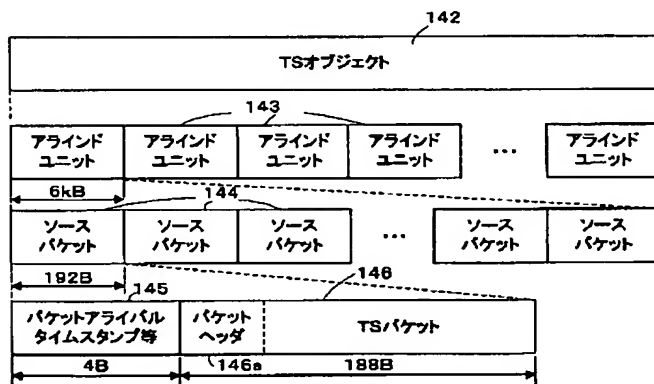 142
TSオブジェクト
143
アラインド
ユニット
アラインド
ユニット
アラインド
ユニット
アラインド
ユニット
...
アラインド
ユニット
6kB
144
ソース
パケット
ソース
パケット
ソース
パケット
...
ソース
パケット
ソース
パケット
192B
145
146
パケットアライバル
タイムスタンプ等
パケット
ヘッダ
TSパケット
4B
146a
188B